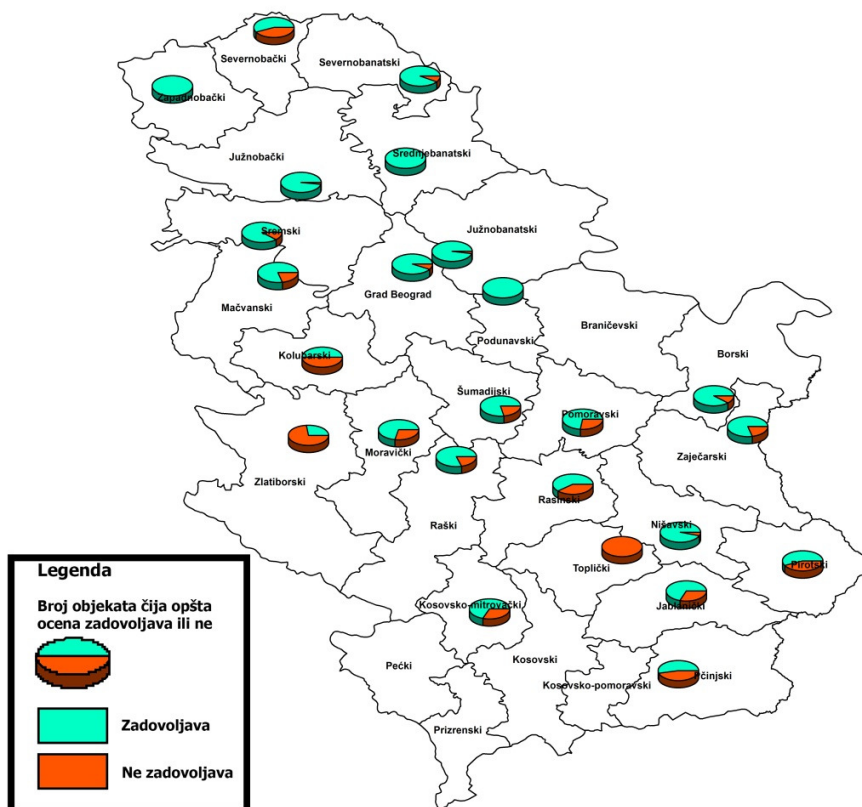 Severnobački
Severnobanatski
Zapadnobački
Južnobački
Srednjebanatski
Sremski
Južnobanatski
Grad Beograd
Mačvanski
Podunavski
Braničevski
Kolubarski
Borski
Šumadijski
Pomoravski
Moravički
Zaječarski
Zlatiborski
Raški
Rasinski
Nišavski
Toplički
Pirotski
Kosovsko-mitrovački
Jablanički
Pećki
Kosovski
Kosovsko-pomoravski
Pčinjski
Prizrenski
Legenda
Broj objekata čija opšta
ocena zadovoljava ili ne
Zadovoljava
Ne zadovoljava